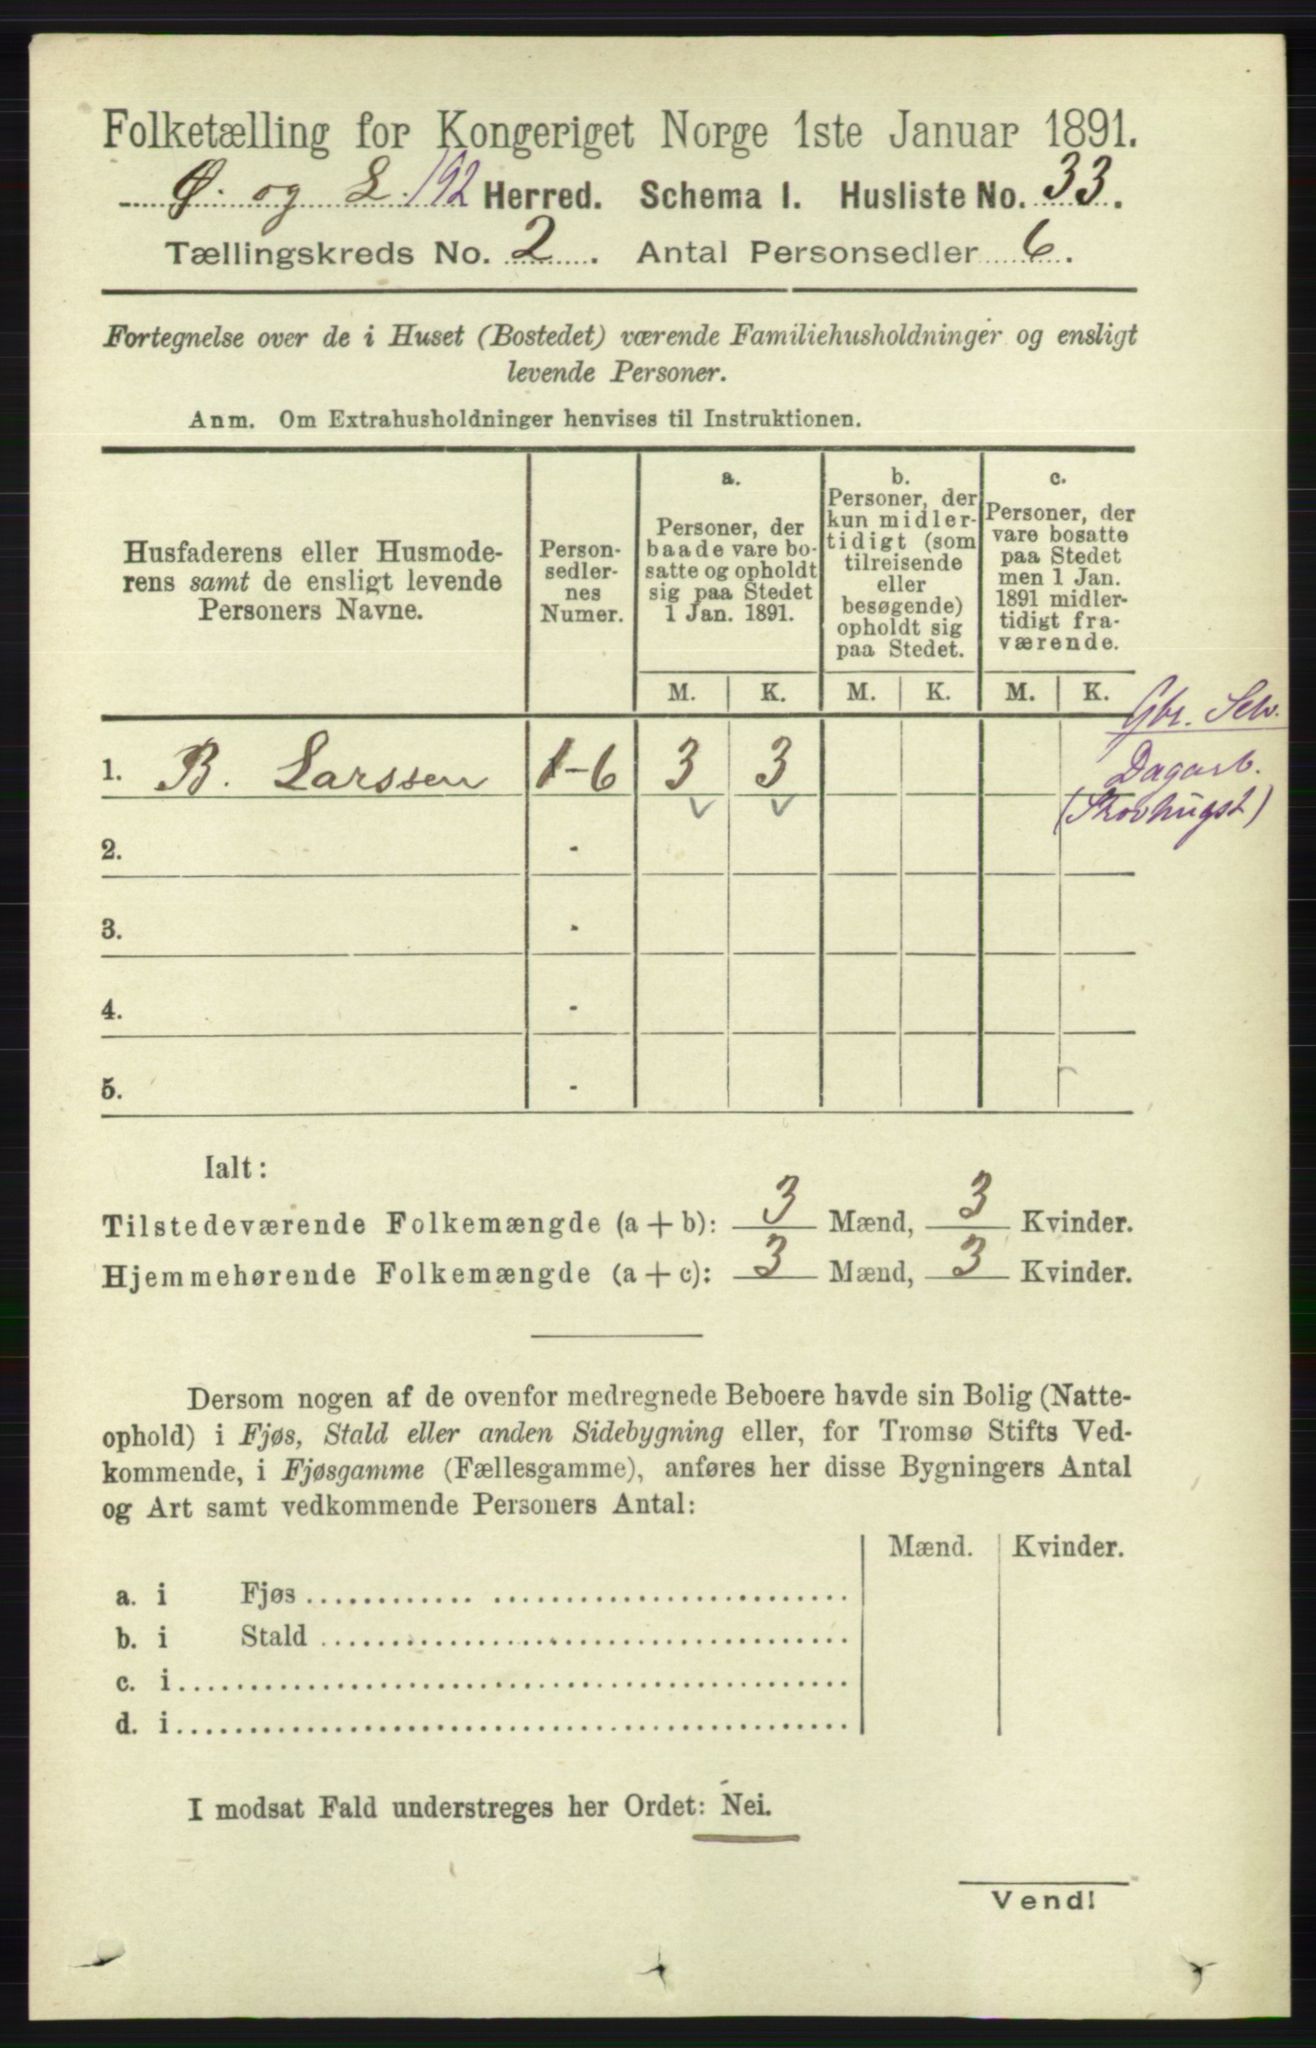 Folketælling for Kongeriget Norge 1ste Januar 1891.
Ø. og L. 192 Herred. Schema 1. Husliste No. 33.
Tællingskreds No. 2. Antal Personsedler 6.
Fortegnelse over de i Huset (Bostedet) værende Familiehusholdninger og ensligt
levende Personer.
Anm. Om Extrahusholdninger henvises til Instruktionen.
Husfaderens eller Husmode-
rens samt de ensligt levende
Personers Navne.
Person-
sedler-
nes
Numer.
a.
Personer, der
baade vare bo-
satte og opholdt
sig paa Stedet
1 Jan. 1891.
b.
Personer, der
kun midler-
tidigt (som
tilreisende
eller
besøgende)
opholdt sig
paa Stedet.
c.
Personer, der
vare bosatte
paa Stedet
men 1 Jan.
1891 midler-
tidigt fra-
værende.
M. K. M. K. M. K.
Gbr. Selv.
1. B. Larssen 1-6 3 3
Dagarb.
(Skovhugst)
2. -
3. -
4. -
5. -
Ialt:
Tilstedeværende Folkemængde (a + b): 3 Mænd, 3 Kvinder.
Hjemmehørende Folkemængde (a + c): 3 Mænd, 3 Kvinder.
Dersom nogen af de ovenfor medregnede Beboere havde sin Bolig (Natte-
ophold) i Fjøs, Stald eller anden Sidebygning eller, for Tromsø Stifts Ved-
kommende, i Fjøsgamme (Fællesgamme), anføres her disse Bygningers Antal
og Art samt vedkommende Personers Antal:
Mænd. Kvinder.
a. i Fjøs
b. i Stald
c. i
d. i
I modsat Fald understreges her Ordet: Nei.
Vend!